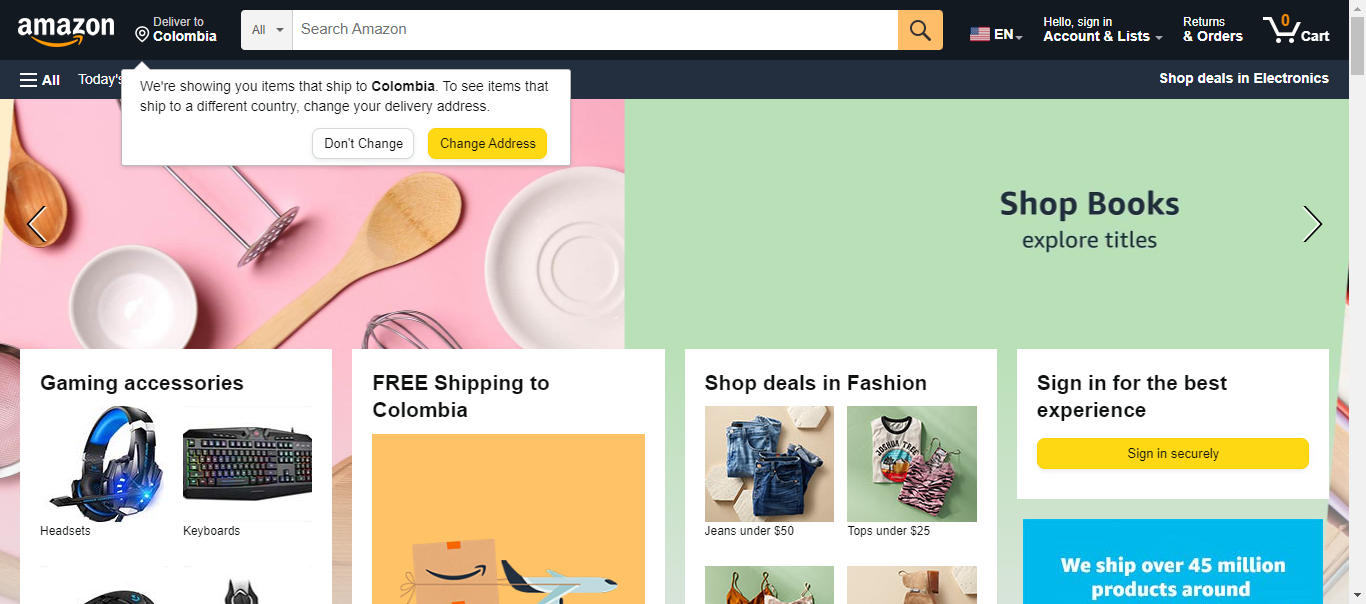 amazon
Deliver to
Colombia
All
Search Amazon
EN
Hello, sign in
Account & Lists
Returns
& Orders
0
Cart
All
Today's
Shop deals in Electronics
We're showing you items that ship to Colombia. To see items that
ship to a different country, change your delivery address.
Don't Change
Change Address
Shop Books
explore titles
Gaming accessories
Headsets
Keyboards
FREE Shipping to
Colombia
Shop deals in Fashion
JOSHUA TREE
Jeans under $50
Tops under $25
Sign in for the best
experience
Sign in securely
We ship over 45 million
products around